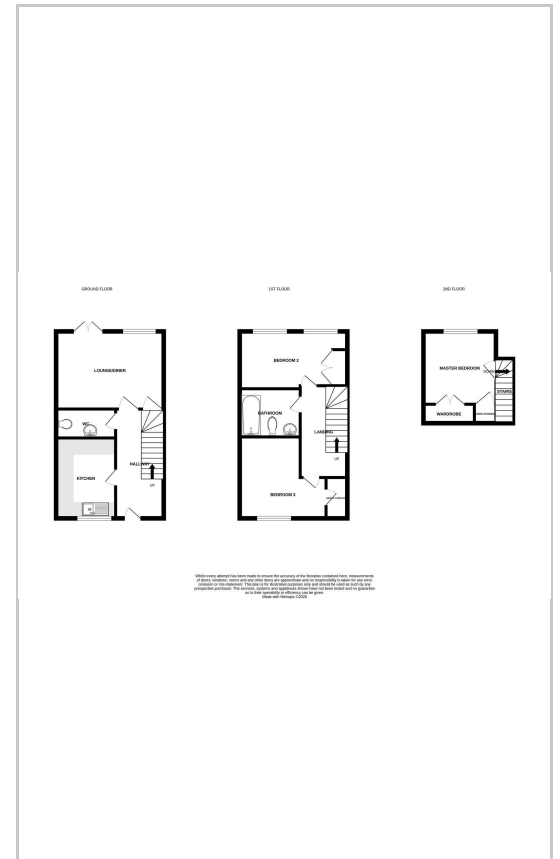 GROUND FLOOR
1ST FLOOR
2ND FLOOR
LOUNGE/DINER
WC
HALLWAY
KITCHEN
UP
BEDROOM 2
BATHROOM
LANDING
UP
BEDROOM 3
MASTER BEDROOM
DOWN
STAIRS
WARDROBE
Whilst every attempt has been made to ensure the accuracy of the floorplan contained here, measurements
of doors, windows, rooms and any other items are approximate and no responsibility is taken for any error,
omission or mis-statement. This plan is for illustrative purposes only and should be used as such by any
prospective purchaser. The services, systems and appliances shown have not been tested and no guarantee
as to their operability or efficiency can be given.
Made with Metropix